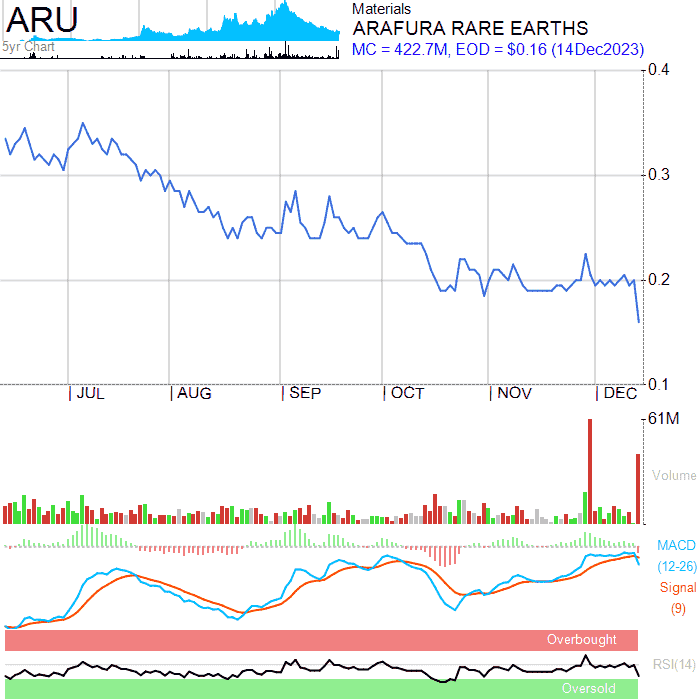 ARU
5yr Chart
Materials
ARAFURA RARE EARTHS
MC = 422.7M, EOD = $0.16 (14Dec2023)
0.4
0.3
0.2
0.1
JUL AUG SEP OCT NOV DEC
61M
Volume
MACD
(12-26)
Signal
(9)
Overbought
RSI(14)
Oversold